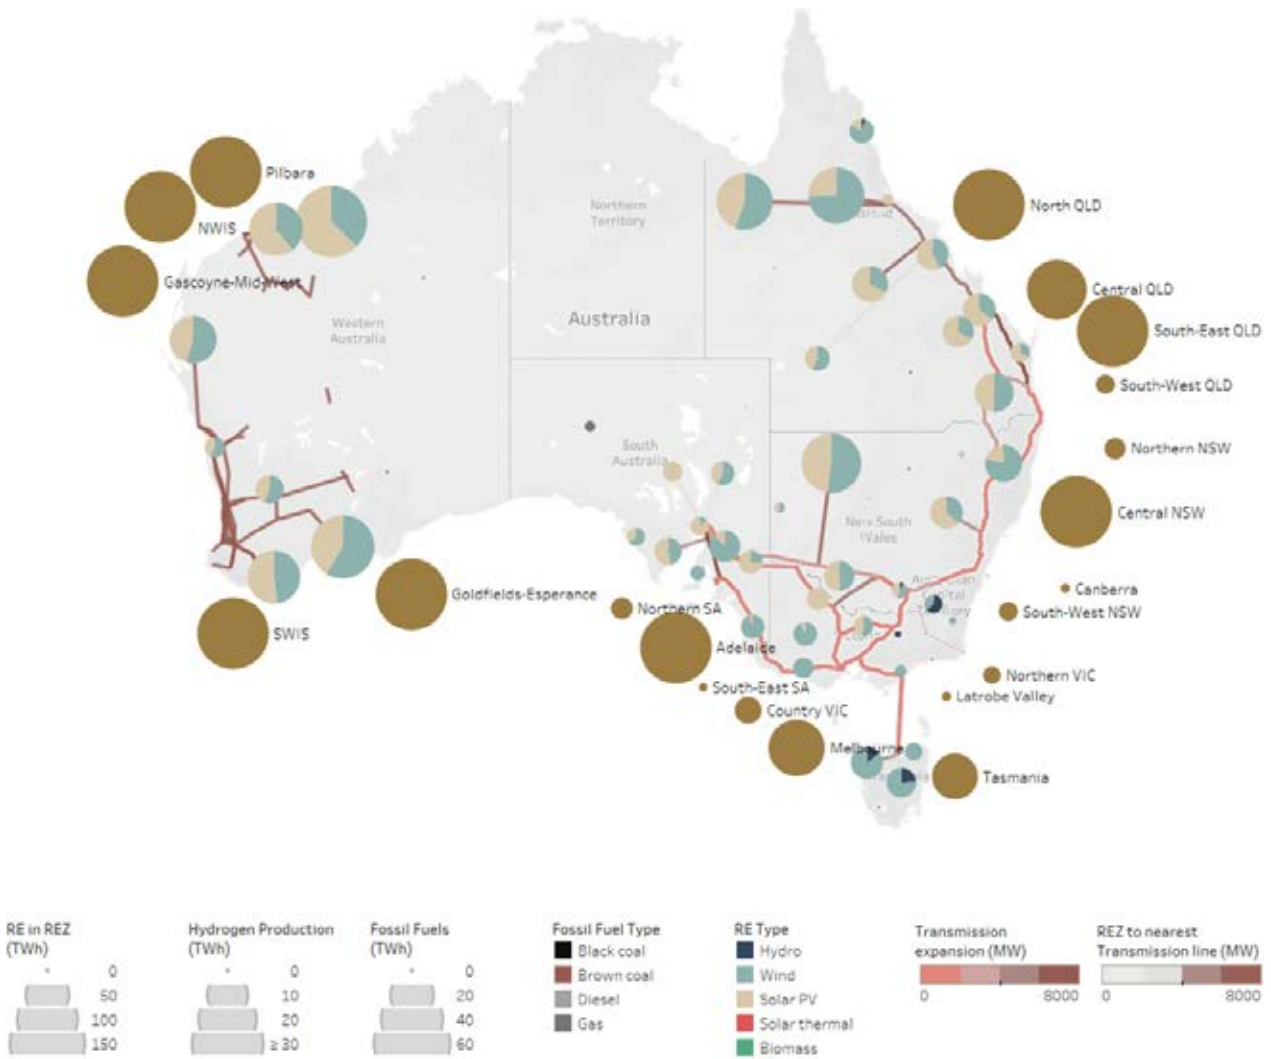 Pilbara
NWIS
Gascoyne-Mid-West
Northern
Territory
North QLD
Central QLD
South-East QLD
South-West QLD
Western
Australia
Australia
South
Australia
Northern NSW
Central NSW
New South
Wales
Canberra
South-West NSW
Goldfields-Esperance
SWIS
Northern SA
Adelaide
South-East SA
Country VIC
Melbourne
Northern VIC
Latrobe Valley
Tasmania
RE in REZ
(TWh)
0
50
100
150
Hydrogen Production
(TWh)
0
10
20
≥ 30
Fossil Fuels
(TWh)
0
20
40
60
Fossil Fuel Type
Black coal
Brown coal
Diesel
Gas
RE Type
Hydro
Wind
Solar PV
Solar thermal
Biomass
Transmission
expansion (MW)
0 8000
REZ to nearest
Transmission line (MW)
0 8000